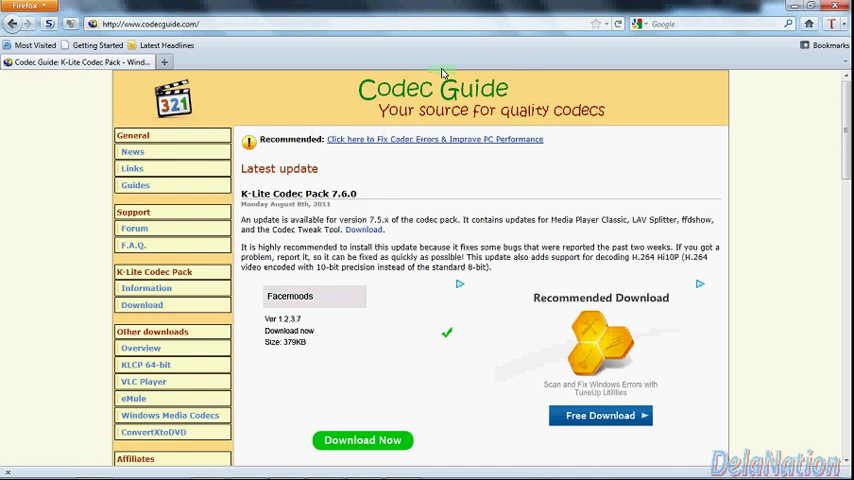 Firefox
http://www.codecguide.com/
Google
Most Visited
Getting Started
Latest Headlines
Bookmarks
Codec Guide: K-Lite Codec Pack - Wind...
321
Codec Guide
Your source for quality codecs
General
News
Links
Guides
Support
Forum
F.A.Q.
K-Lite Codec Pack
Information
Download
Other downloads
Overview
KLCP 64-bit
VLC Player
eMule
Windows Media Codecs
ConvertXtoDVD
Affiliates
Recommended: Click here to Fix Codec Errors & Improve PC Performance
Latest update
K-Lite Codec Pack 7.6.0
Monday August 8th, 2011
An update is available for version 7.5.x of the codec pack. It contains updates for Media Player Classic, LAV Splitter, ffdshow,
and the Codec Tweak Tool. Download.
It is highly recommended to install this update because it fixes some bugs that were reported the past two weeks. If you got a
problem, report it, so it can be fixed as quickly as possible! This update also adds support for decoding H.264 Hi10P (H.264
video encoded with 10-bit precision instead of the standard 8-bit).
Facemoods
Ver 1.2.3.7
Download now
Size: 379KB
Download Now
Recommended Download
Scan and Fix Windows Errors with
TuneUp Utilities
Free Download
DelaNation